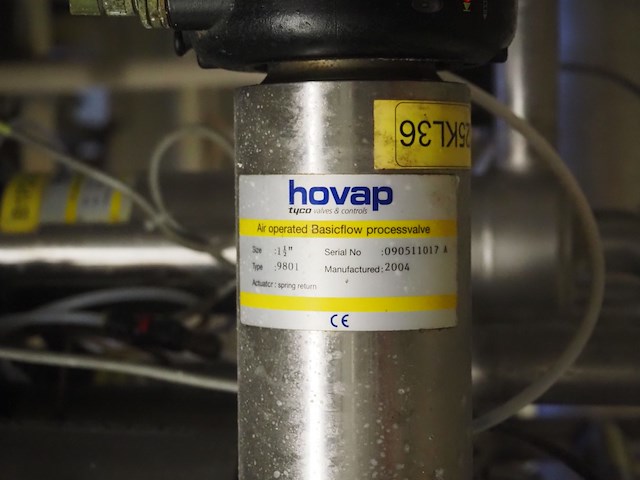 25KL36
hovap
tyco valves & controls
Air operated Basicflow processvalve
Size : 1½" Serial No :090511017 A
Type :9801 Manufactured :2004
Actuator : spring return
CE